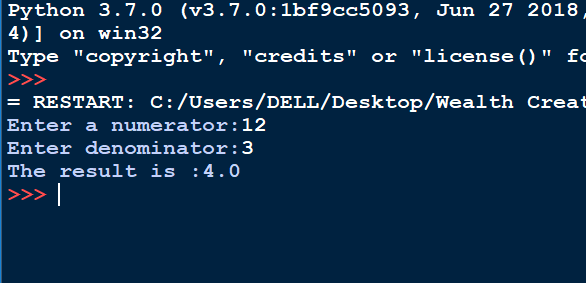 Python 3.7.0 (v3.7.0:1bf9cc5093, Jun 27 2018,
4)] on win32
Type "copyright", "credits" or "license()" fo
>>>
= RESTART: C:/Users/DELL/Desktop/Wealth Creat
Enter a numerator:12
Enter denominator:3
The result is :4.0
>>>